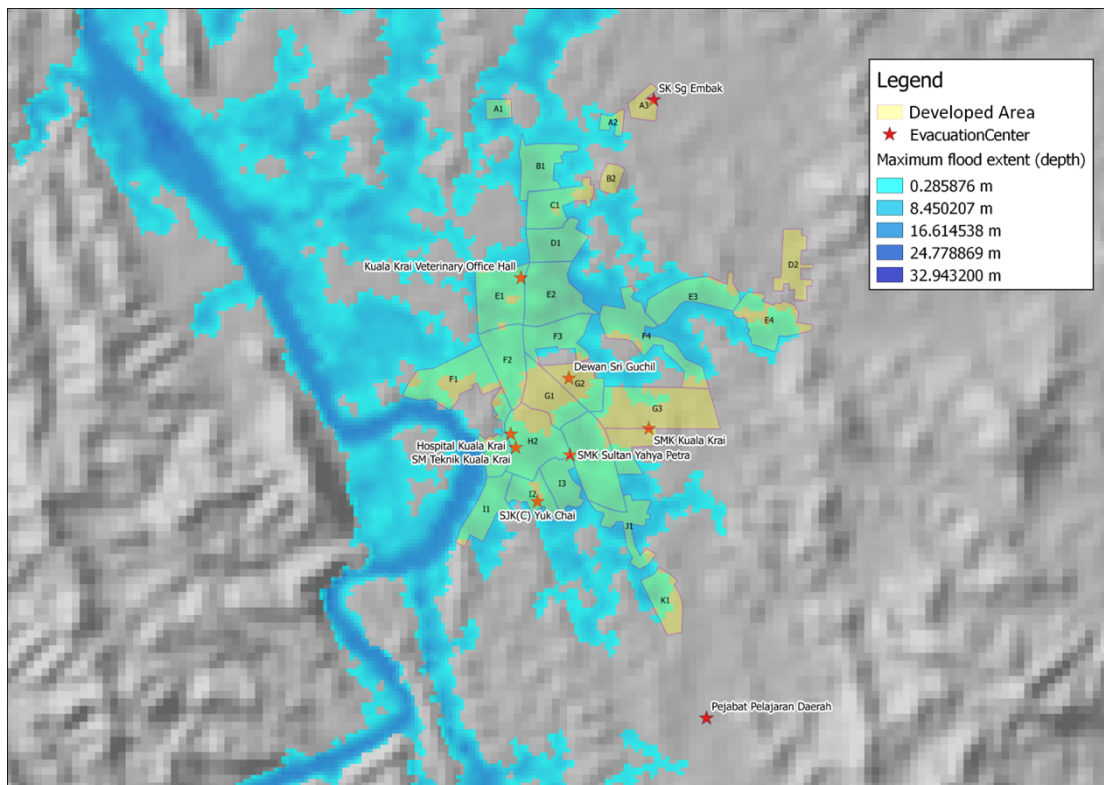 Legend
Developed Area
EvacuationCenter
Maximum flood extent (depth)
0.285876 m
8.450207 m
16.614538 m
24.778869 m
32.943200 m
SK Sg Embak
A1
A3
A2
B1
B2
C1
D1
D2
Kuala Krai Veterinary Office Hall
E1
E2
E3
E4
F3
F4
F2
Dewan Sri Guchil
F1
G2
G1
G3
SMK Kuala Krai
Hospital Kuala Krai
H2
SM Teknik Kuala Krai
SMK Sultan Yahya Petra
I3
I2
I1
SJK(C) Yuk Chai
J1
K1
Pejabat Pelajaran Daerah